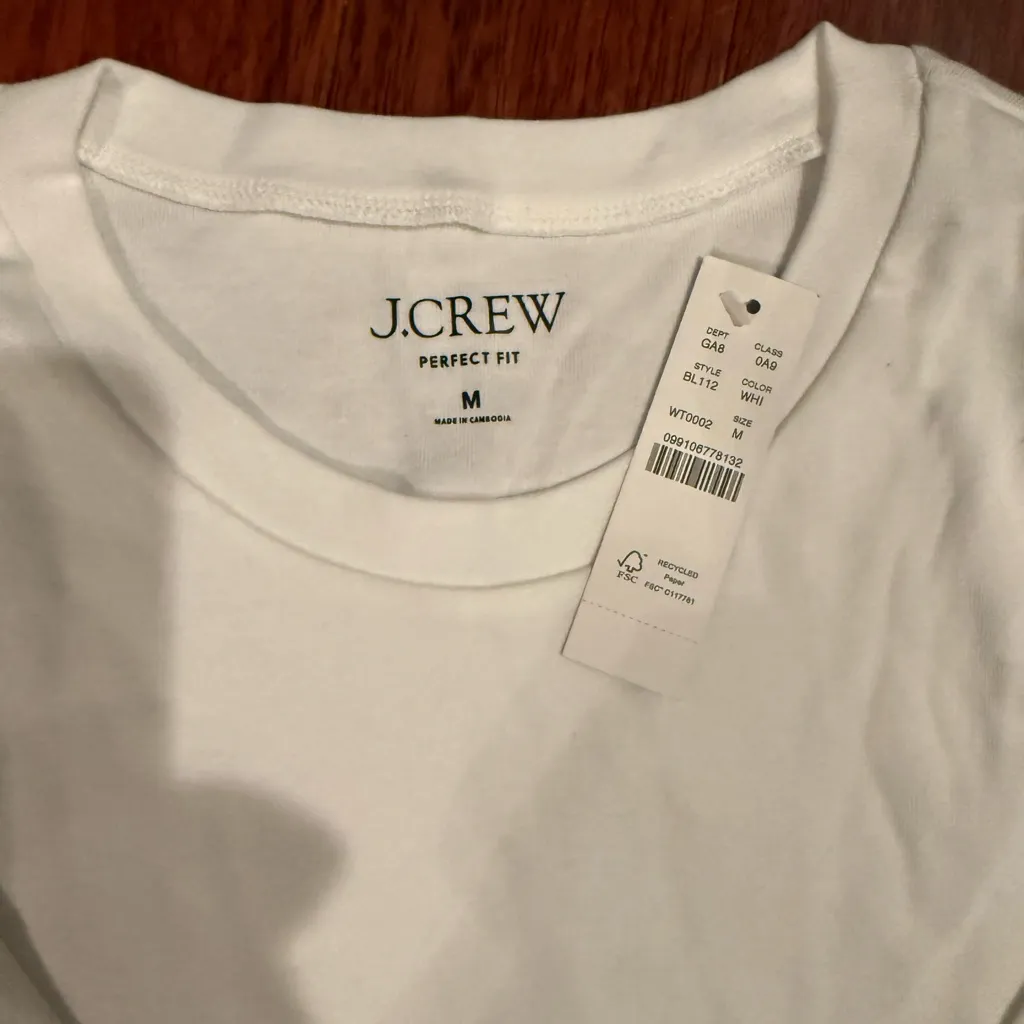 J.CREW
PERFECT FIT
M
MADE IN CAMBODIA
DEPT CLASS
GA8 0A9
STYLE COLOR
BL112 WHI
WT0002 SIZE
M
099106778132
FSC
RECYCLED
Paper
FSC™ C117781